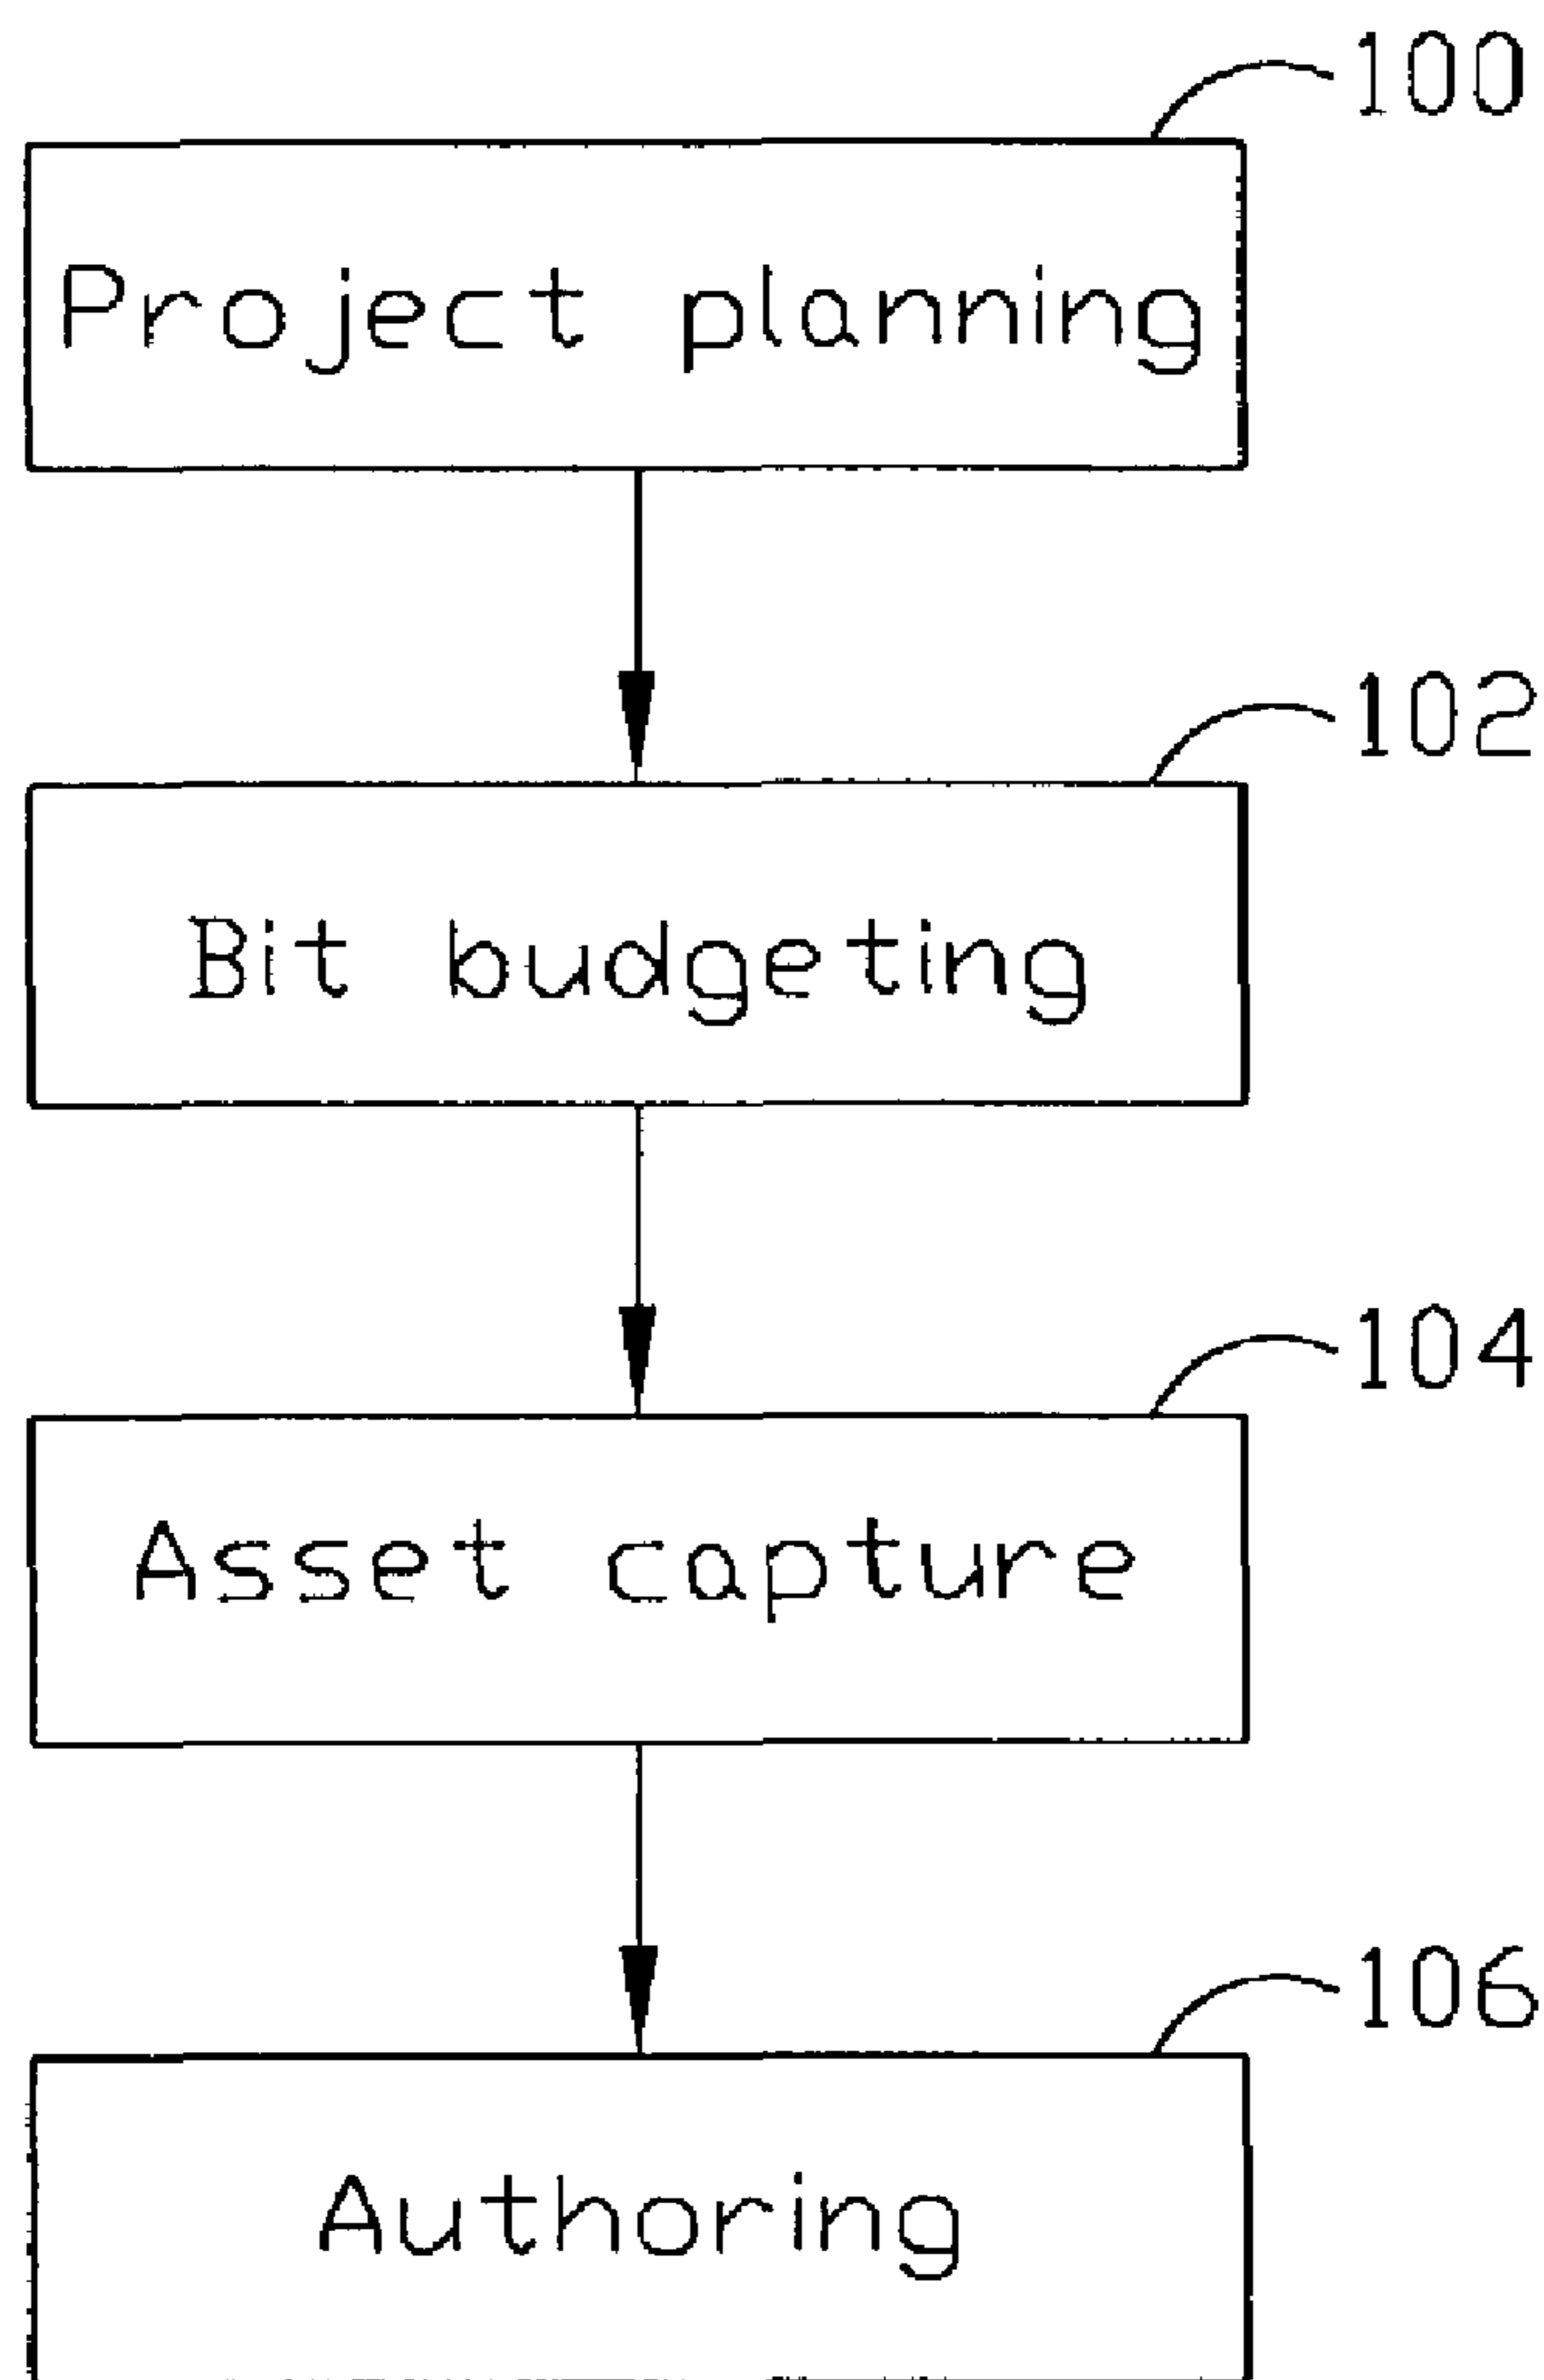 100
Project planning
102
Bit budgeting
104
Asset capture
106
Authoring